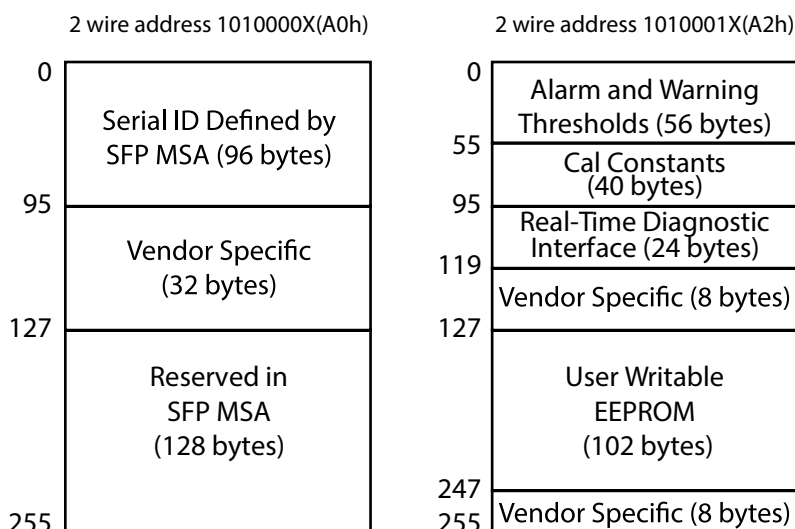 2 wire address 1010000X(A0h)
0
Serial ID Defined by
SFP MSA (96 bytes)
95
Vendor Specific
(32 bytes)
127
Reserved in
SFP MSA
(128 bytes)
255
2 wire address 1010001X(A2h)
0
Alarm and Warning
Thresholds (56 bytes)
55
Cal Constants
(40 bytes)
95
Real-Time Diagnostic
Interface (24 bytes)
119
Vendor Specific (8 bytes)
127
User Writable
EEPROM
(102 bytes)
247
Vendor Specific (8 bytes)
255